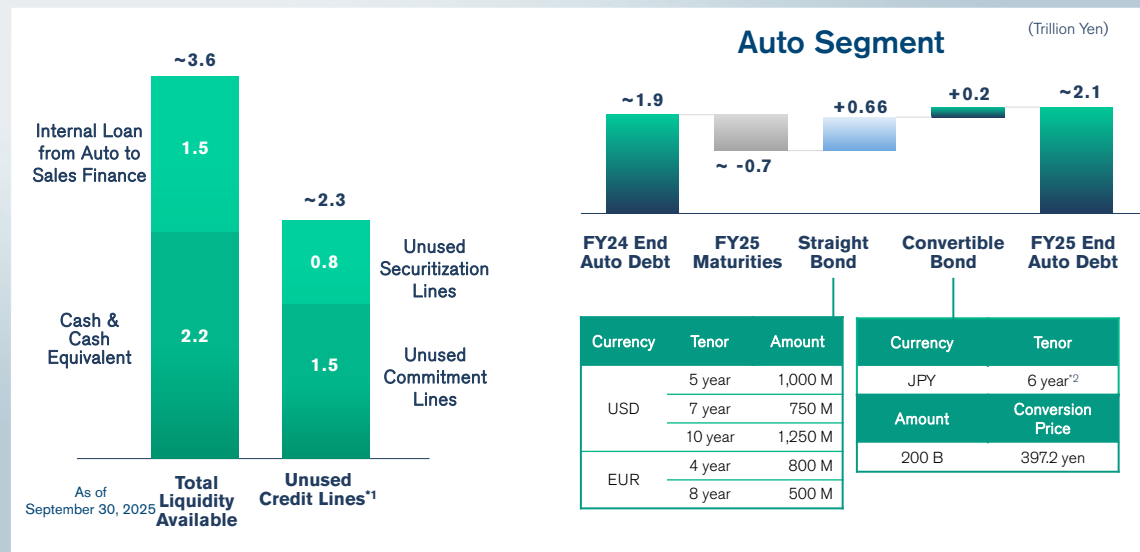 Auto Segment
(Trillion Yen)
~3.6
Internal Loan
from Auto to
Sales Finance
1.5
Cash &
Cash
Equivalent
2.2
~2.3
0.8
Unused
Securitization
Lines
1.5
Unused
Commitment
Lines
As of
September 30, 2025
Total
Liquidity
Available
Unused
Credit Lines*1
~1.9
~ -0.7
+0.66
+0.2
~2.1
FY24 End
Auto Debt
FY25
Maturities
Straight
Bond
Convertible
Bond
FY25 End
Auto Debt
Currency Tenor Amount
USD
5 year 1,000 M
7 year 750 M
10 year 1,250 M
EUR
4 year 800 M
8 year 500 M
Currency Tenor
JPY 6 year*2
Amount Conversion
Price
200 B 397.2 yen